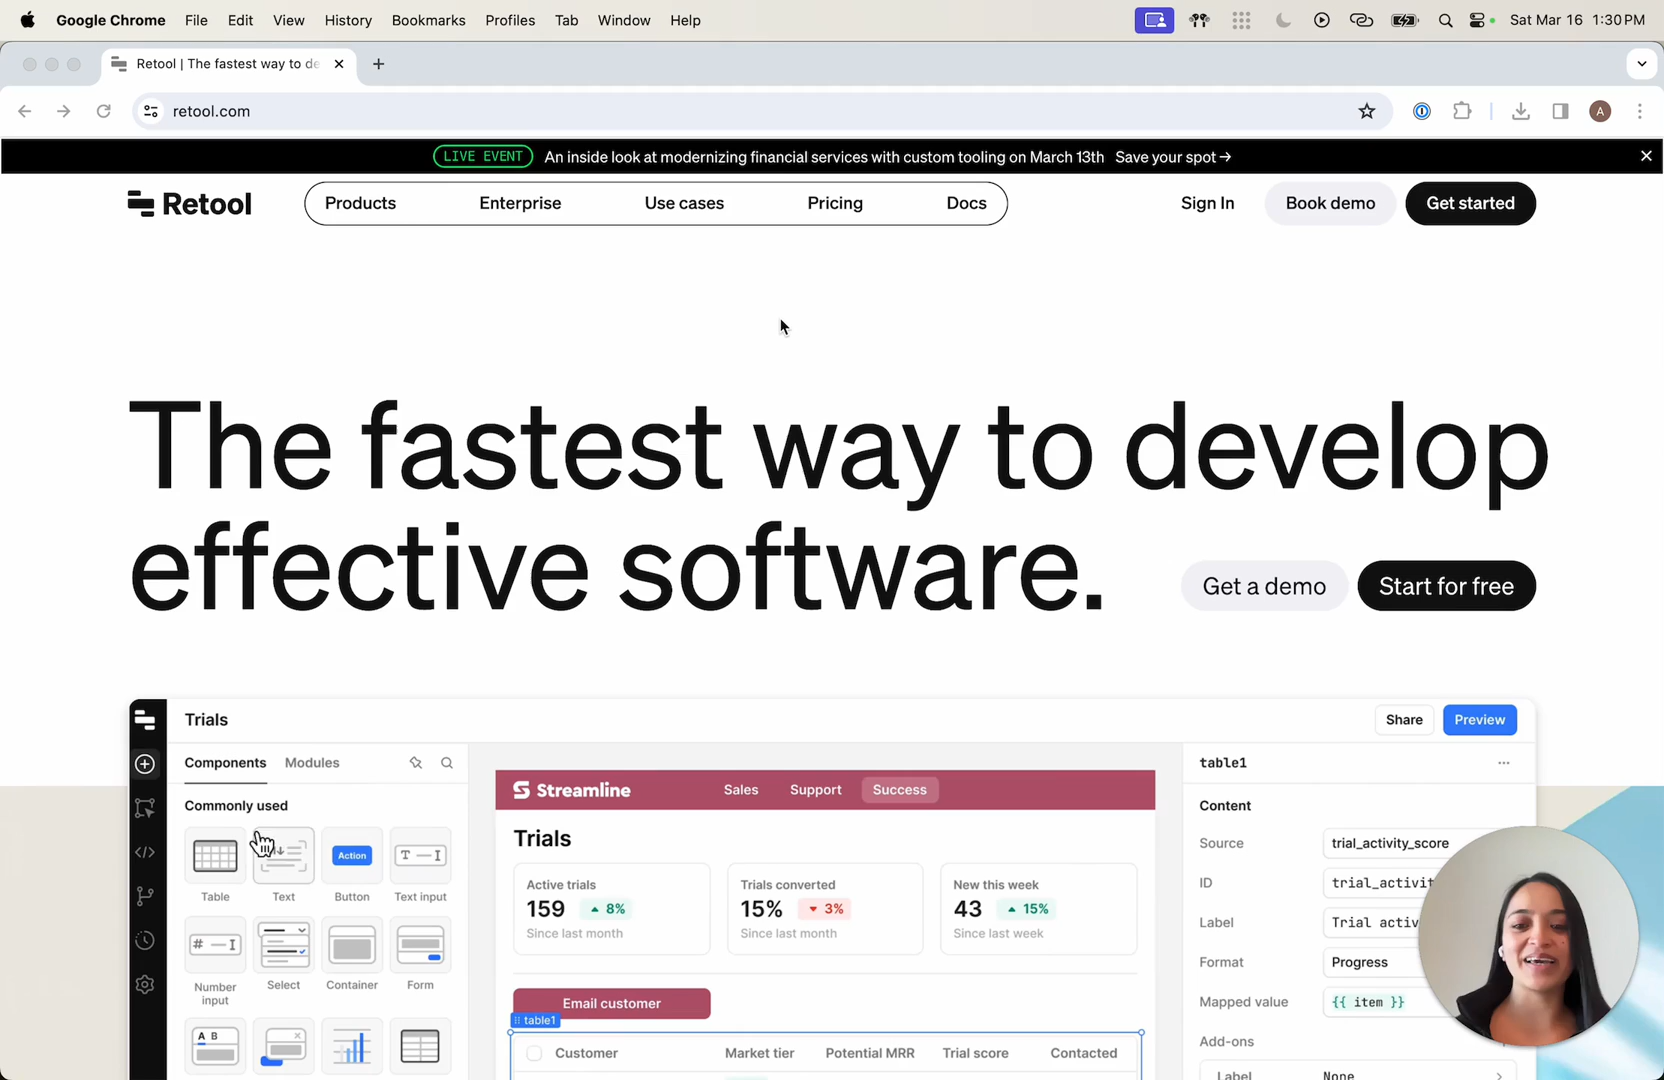 Google Chrome File Edit View History Bookmarks Profiles Tab Window Help Sat Mar 16 1:30 PM
Retool | The fastest way to de
retool.com
A
LIVE EVENT An inside look at modernizing financial services with custom tooling on March 13th Save your spot →
Retool Products Enterprise Use cases Pricing Docs Sign In Book demo Get started
The fastest way to develop
effective software.
Get a demo Start for free
Trials Share Preview
Components Modules
table1
Streamline Sales Support Success
Commonly used
Content
Trials
Source trial_activity_score
Action
Table Text Button Text input
Active trials Trials converted New this week
ID trial_activit
159 8% 15% 3% 43 15%
Label Trial activ
Since last month Since last month Since last week
Number input Select Container Form
Format Progress
Email customer
Mapped value {{ item }}
table1
A B
Add-ons
Customer Market tier Potential MRR Trial score Contacted
Label None